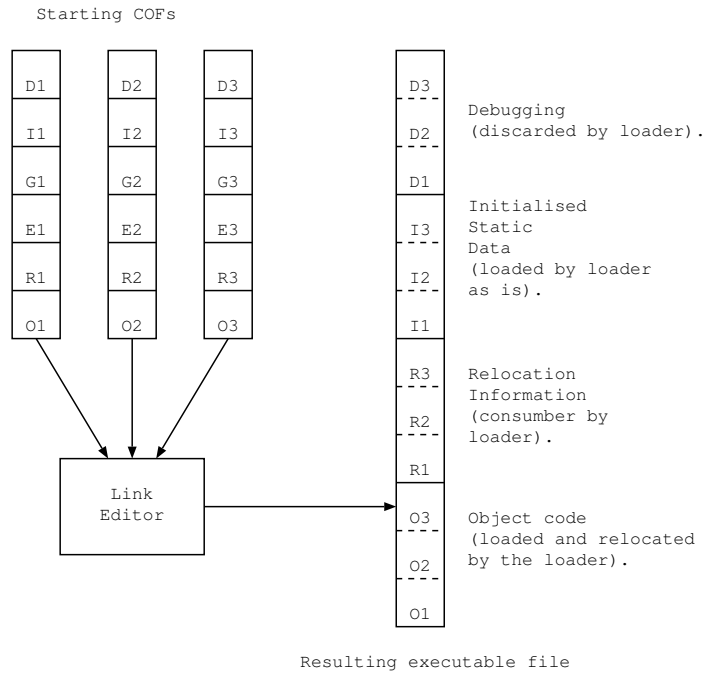 Starting COFs
D1 D2 D3
I1 I2 I3
G1 G2 G3
E1 E2 E3
R1 R2 R3
O1 O2 O3
Link
Editor
D3
D2
D1
I3
I2
I1
R3
R2
R1
O3
O2
O1
Debugging
(discarded by loader).
Initialised
Static
Data
(loaded by loader
as is).
Relocation
Information
(consumber by
loader).
Object code
(loaded and relocated
by the loader).
Resulting executable file